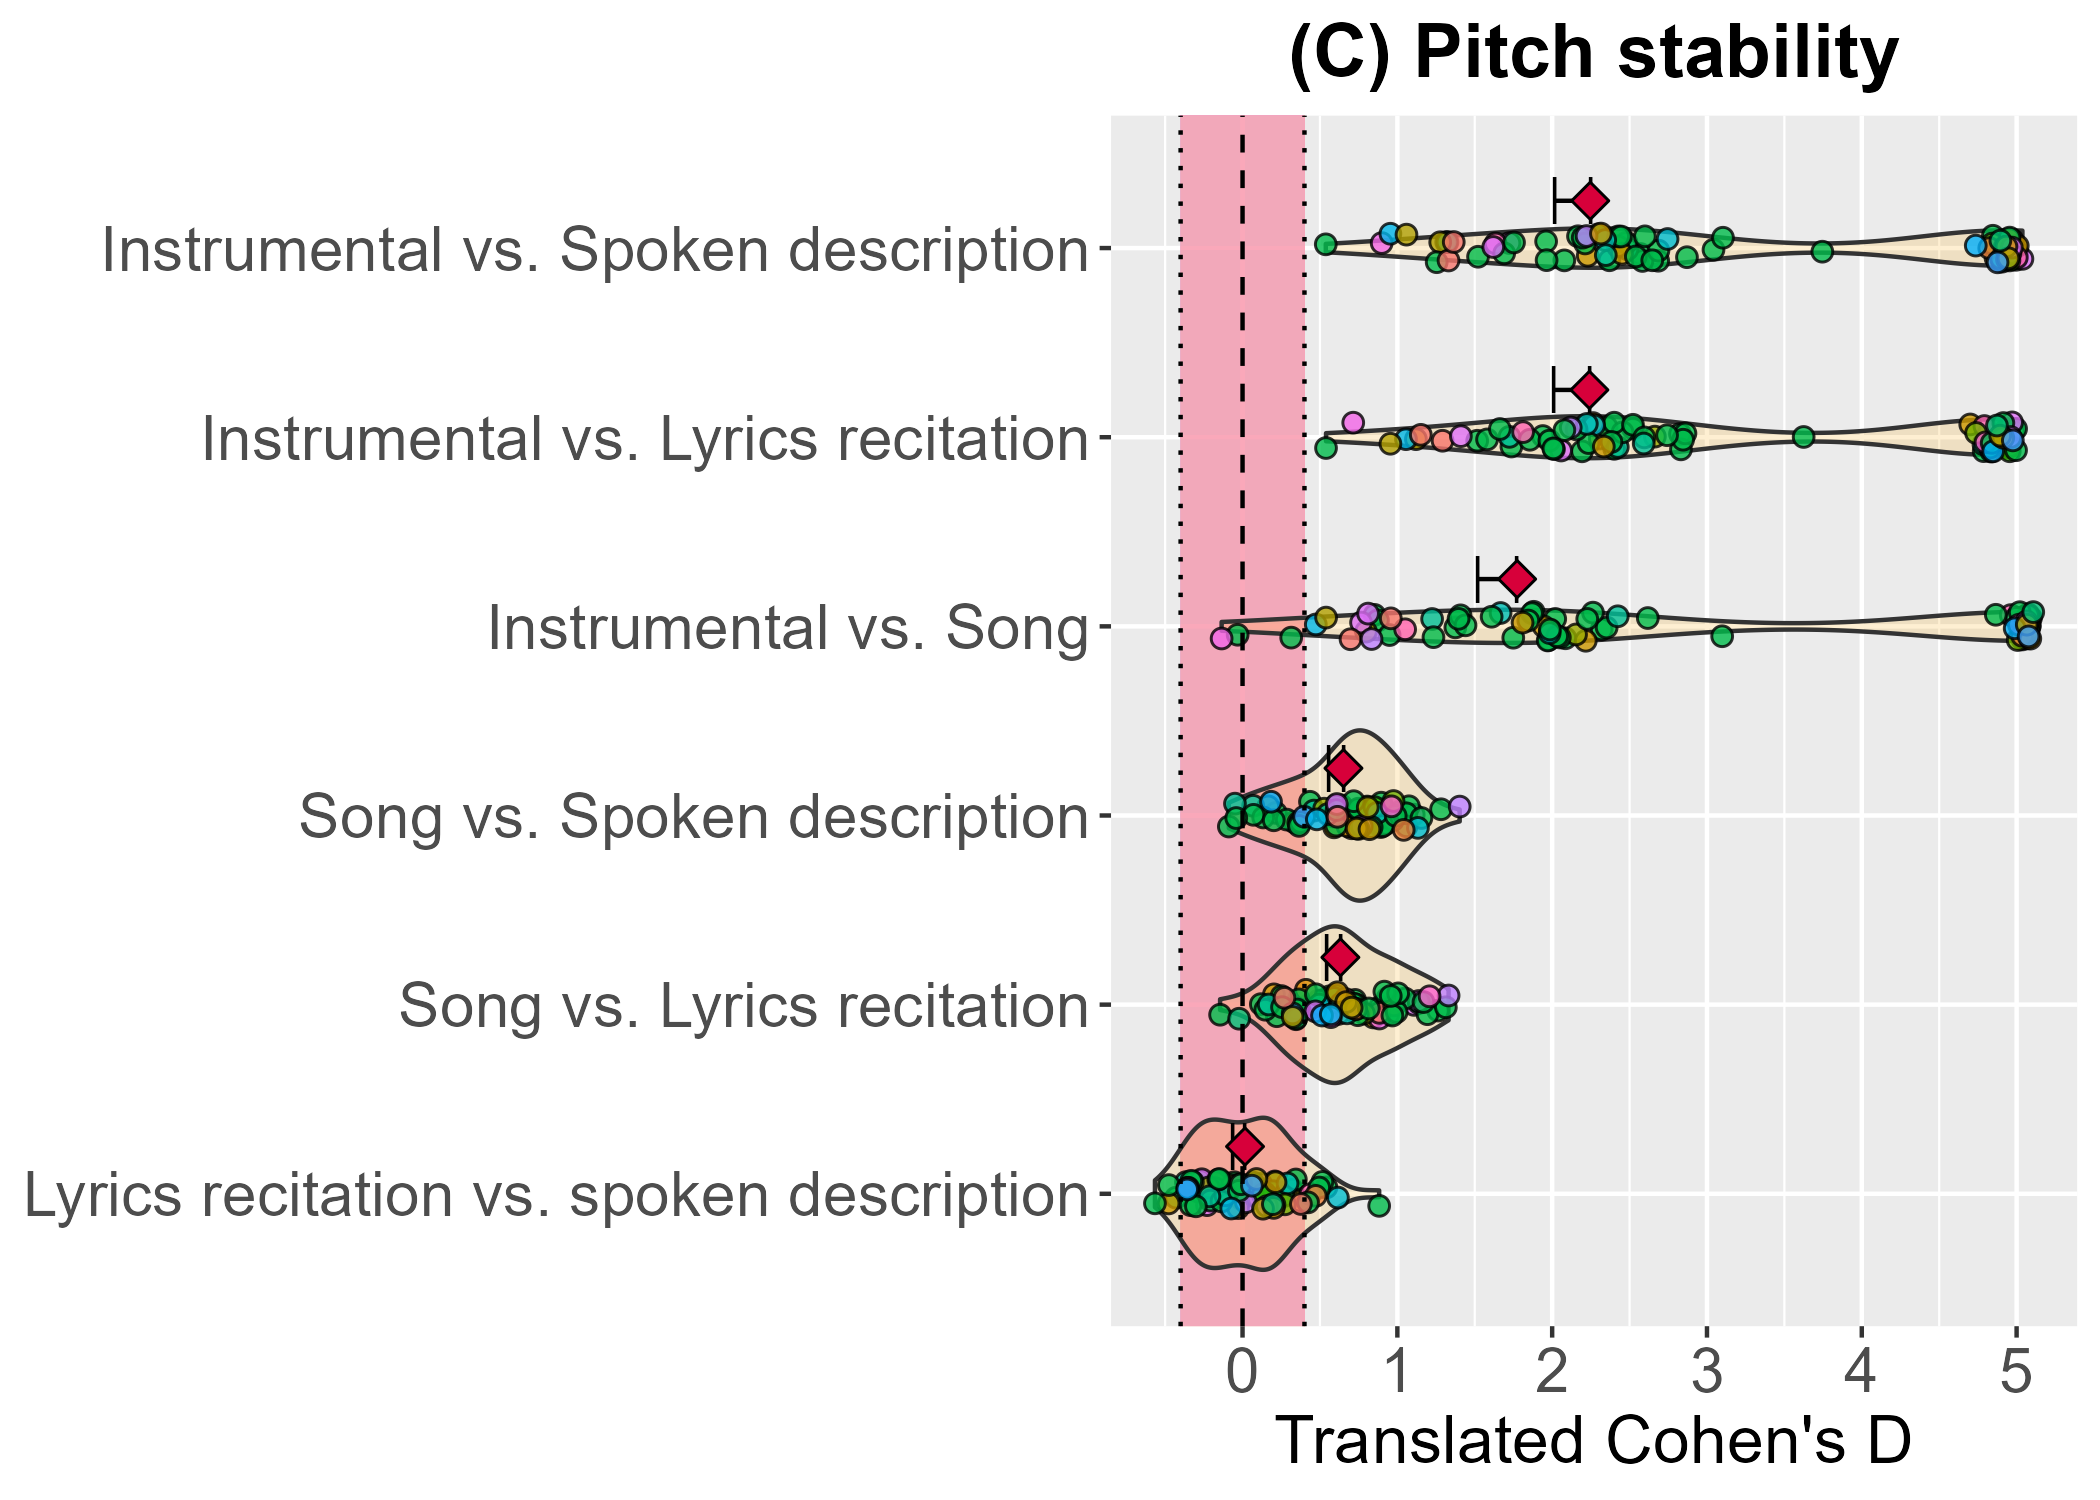 (C) Pitch stability
Instrumental vs. Spoken description
Instrumental vs. Lyrics recitation
Instrumental vs. Song
Song vs. Spoken description
Song vs. Lyrics recitation
Lyrics recitation vs. spoken description
0 1 2 3 4 5
Translated Cohen's D